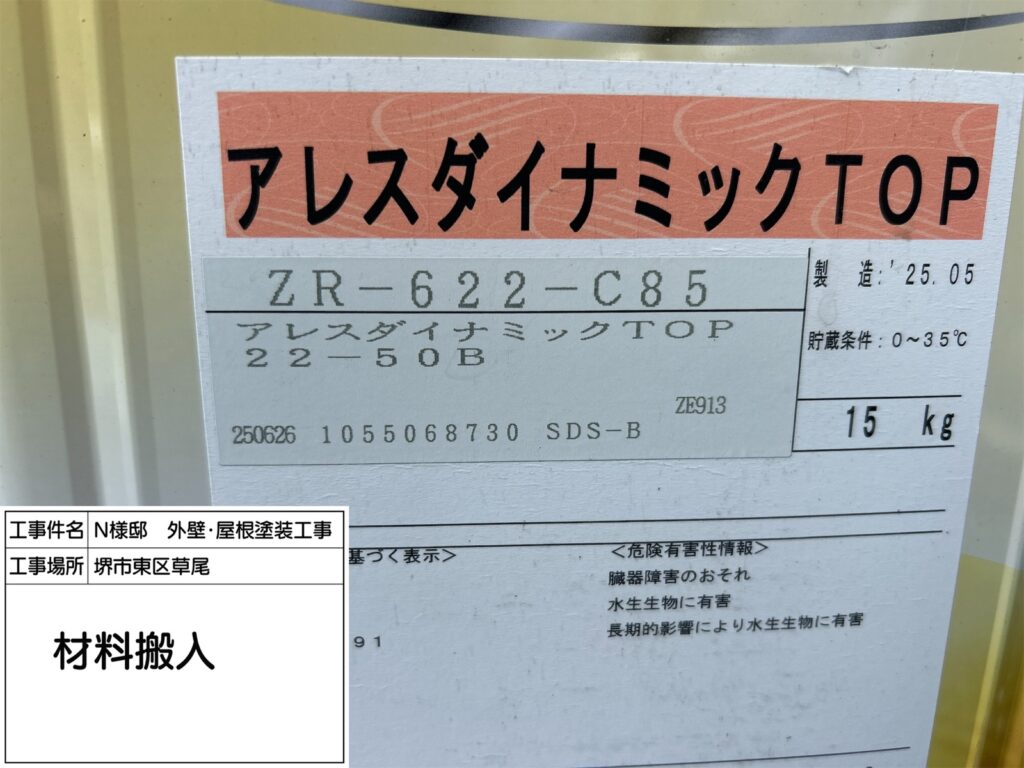 アレスダイナミックTOP
ZR-622-C85
アレスダイナミックTOP
22-50B
ZE913
250626 1055068730 SDS-B
製 造:'25.05
貯蔵条件:0~35℃
15 kg
基づく表示>
91
<危険有害性情報>
臓器障害のおそれ
水生生物に有害
長期的影響により水生生物に有害
工事件名 N様邸 外壁・屋根塗装工事
工事場所 堺市東区草尾
材料搬入